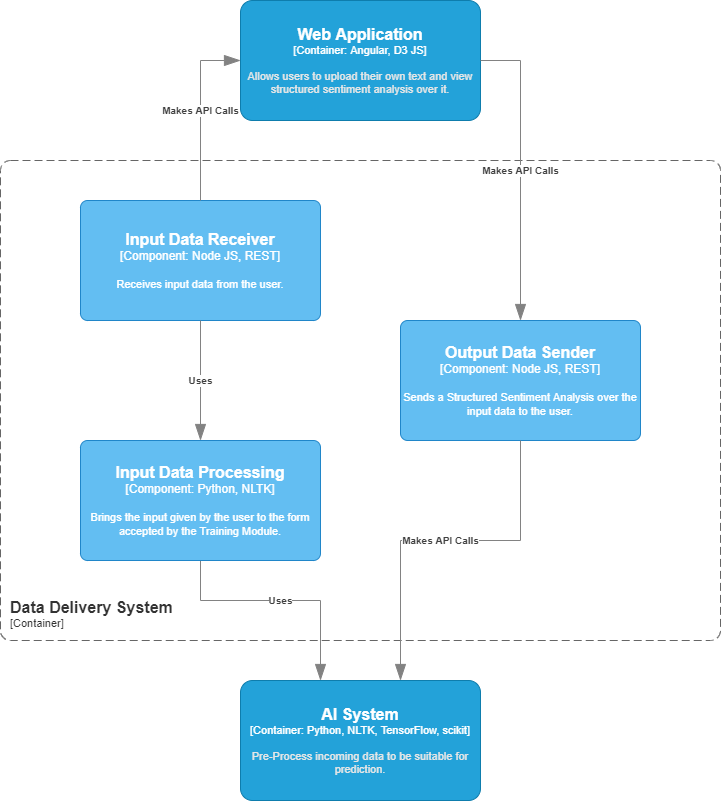 Web Application
[Container: Angular, D3 JS]
Allows users to upload their own text and view
structured sentiment analysis over it.
Makes API Calls
Makes API Calls
Input Data Receiver
[Component: Node JS, REST]
Receives input data from the user.
Output Data Sender
[Component: Node JS, REST]
Sends a Structured Sentiment Analysis over the
input data to the user.
Uses
Input Data Processing
[Component: Python, NLTK]
Brings the input given by the user to the form
accepted by the Training Module.
Makes API Calls
Uses
Data Delivery System
[Container]
AI System
[Container: Python, NLTK, TensorFlow, scikit]
Pre-Process incoming data to be suitable for
prediction.